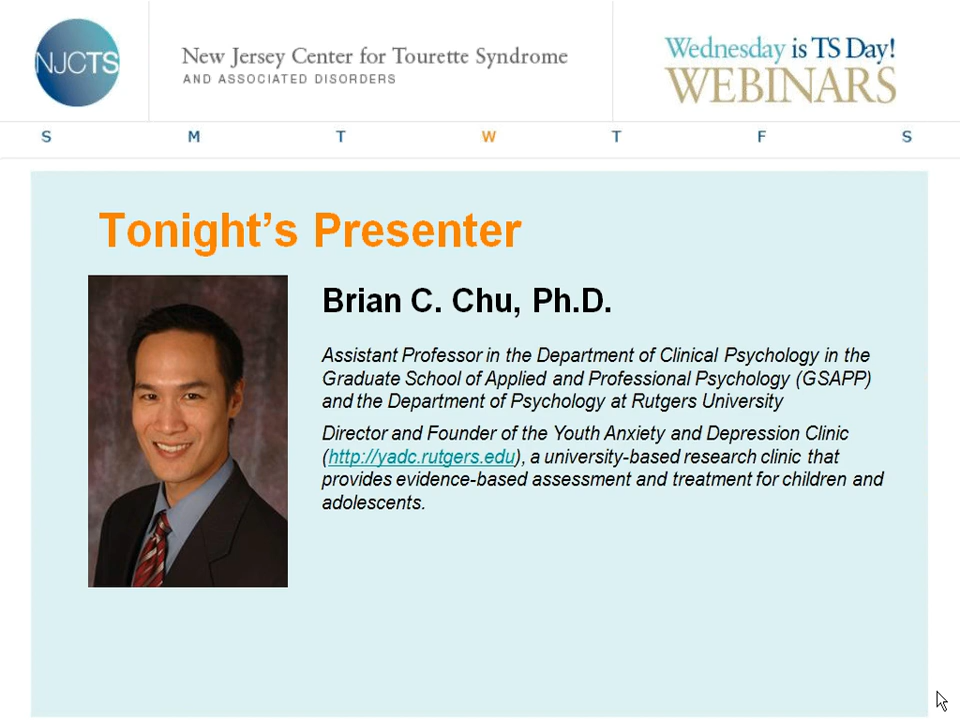 NJCTS
New Jersey Center for Tourette Syndrome
AND ASSOCIATED DISORDERS
Wednesday is TS Day!
WEBINARS
S M T W T F S
Tonight's Presenter
Brian C. Chu, Ph.D.
Assistant Professor in the Department of Clinical Psychology in the
Graduate School of Applied and Professional Psychology (GSAPP)
and the Department of Psychology at Rutgers University
Director and Founder of the Youth Anxiety and Depression Clinic
(http://yadc.rutgers.edu), a university-based research clinic that
provides evidence-based assessment and treatment for children and
adolescents.